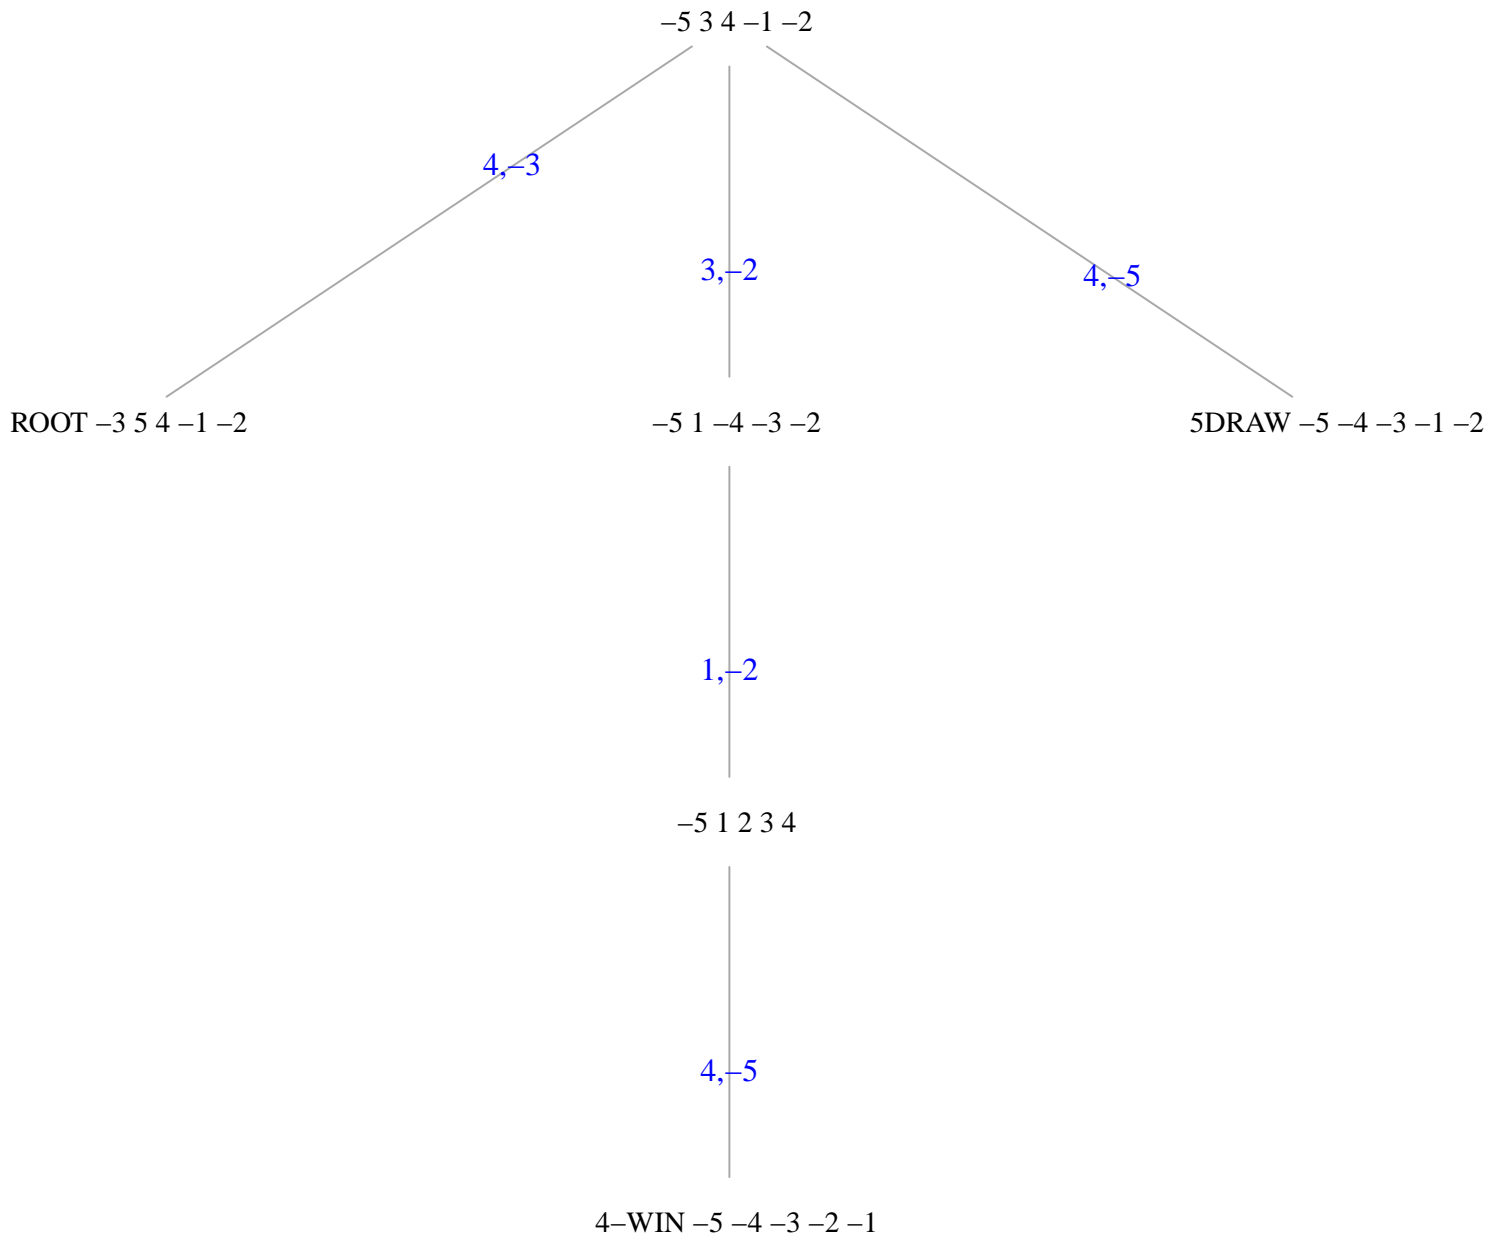 –5 3 4 –1 –2
4,–3
3,–2
4,–5
ROOT –3 5 4 –1 –2
–5 1 –4 –3 –2
5DRAW –5 –4 –3 –1 –2
1,–2
–5 1 2 3 4
4,–5
4–WIN –5 –4 –3 –2 –1